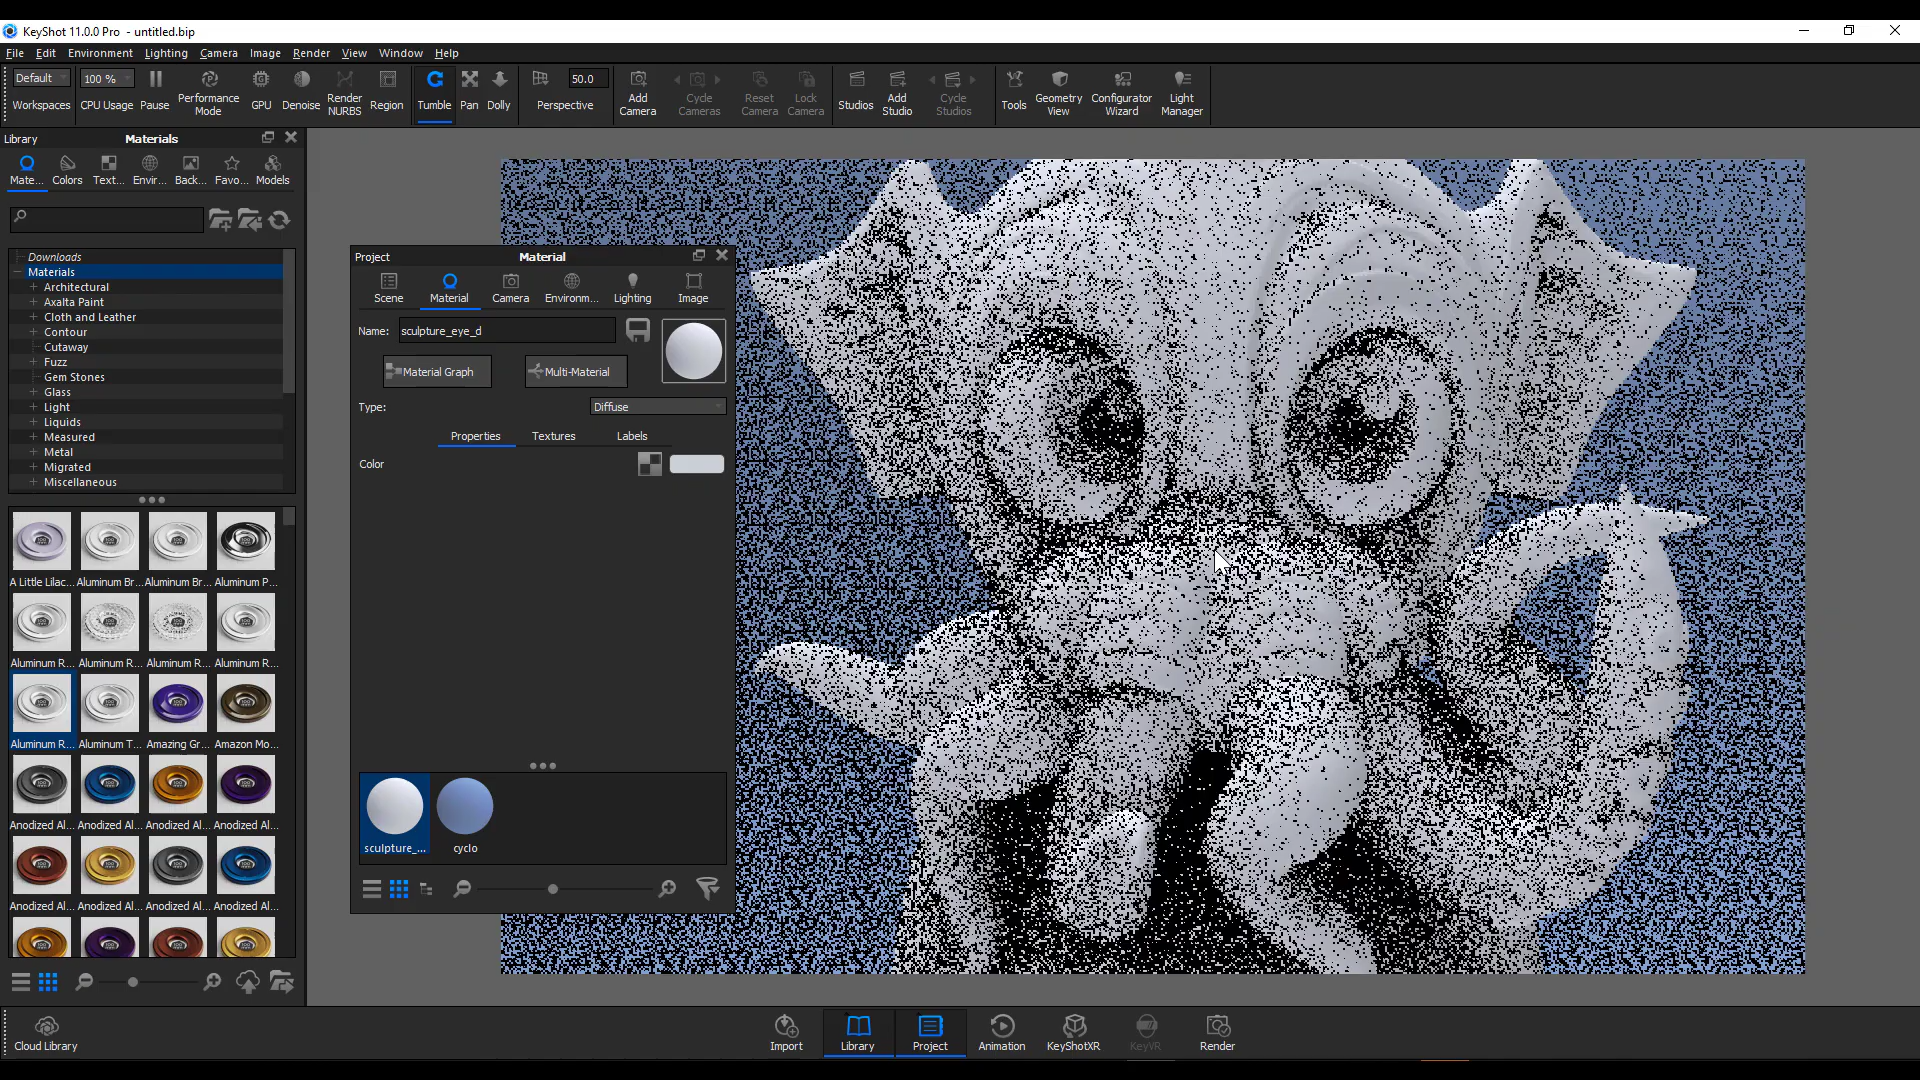 KeyShot 11.0.0 Pro - untitled.bip
File Edit Environment Lighting Camera Image Render View Window Help
Default 100 % 50.0
Workspaces CPU Usage Pause Performance Mode GPU Denoise Render NURBS Region Tumble Pan Dolly Perspective Add Camera Cycle Cameras Reset Camera Lock Camera Studios Add Studio Cycle Studios Tools Geometry View Configurator Wizard Light Manager
Library Materials
Mate... Colors Text... Envir... Back... Favo... Models
Downloads
Materials
Architectural
Axalta Paint
Cloth and Leather
Contour
Cutaway
Fuzz
Gem Stones
Glass
Light
Liquids
Measured
Metal
Migrated
Miscellaneous
A Little Lilac... Aluminum Br... Aluminum Br... Aluminum P...
Aluminum R... Aluminum R... Aluminum R... Aluminum R...
Aluminum R... Aluminum T... Amazing Gr... Amazon Mo...
Anodized Al... Anodized Al... Anodized Al... Anodized Al...
Anodized Al... Anodized Al... Anodized Al... Anodized Al...
Project Material
Scene Material Camera Environm... Lighting Image
Name: sculpture_eye_d
Material Graph Multi-Material
Type: Diffuse
Properties Textures Labels
Color
sculpture_... cyclo
Cloud Library Import Library Project Animation KeyShotXR KeyVR Render